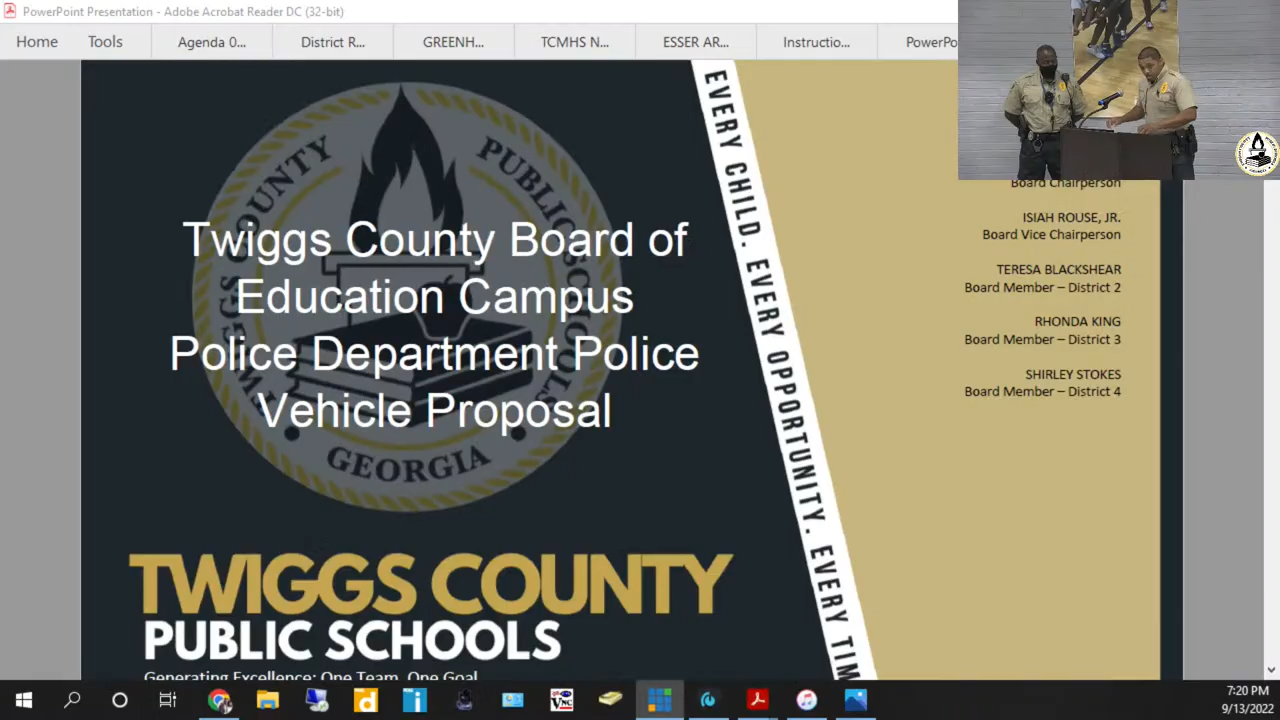 PowerPoint Presentation - Adobe Acrobat Reader DC (32-bit)
Home
Tools
Agenda 0...
District R...
GREENH...
TCMHS N...
ESSER AR...
Instructio...
PowerPo
TWIGGS COUNTY PUBLIC SCHOOLS
GEORGIA
Twiggs County Board of
Education Campus
Police Department Police
Vehicle Proposal
TWIGGS COUNTY
PUBLIC SCHOOLS
Generating Excellence: One Team, One Goal
EVERY CHILD. EVERY OPPORTUNITY. EVERY TIM
Board Chairperson
ISIAH ROUSE, JR.
Board Vice Chairperson
TERESA BLACKSHEAR
Board Member – District 2
RHONDA KING
Board Member – District 3
SHIRLEY STOKES
Board Member – District 4
7:20 PM
9/13/2022